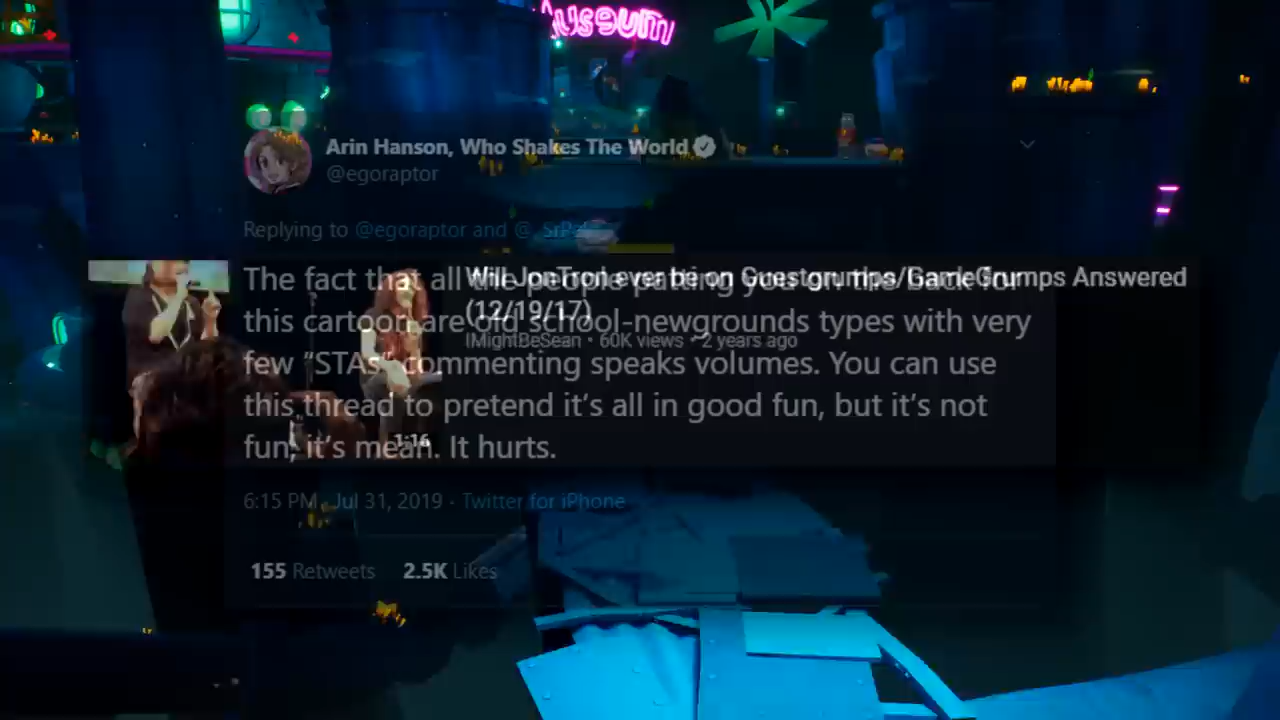 Arin Hanson, Who Shakes The World
@egoraptor
Replying to @egoraptor and
The fact that all the people patting you on the back for
Will JonTron ever be on Guestgrumps/GameGrumps Answered
(12/19/17)
this cartoon are old school-newgrounds types with very
IMightBeSean • 60K views • 2 years ago
few “STAs” commenting speaks volumes. You can use
this thread to pretend it’s all in good fun, but it’s not
1:16
fun, it’s mean. It hurts.
6:15 PM · Jul 31, 2019 · Twitter for iPhone
155 Retweets 2.5K Likes